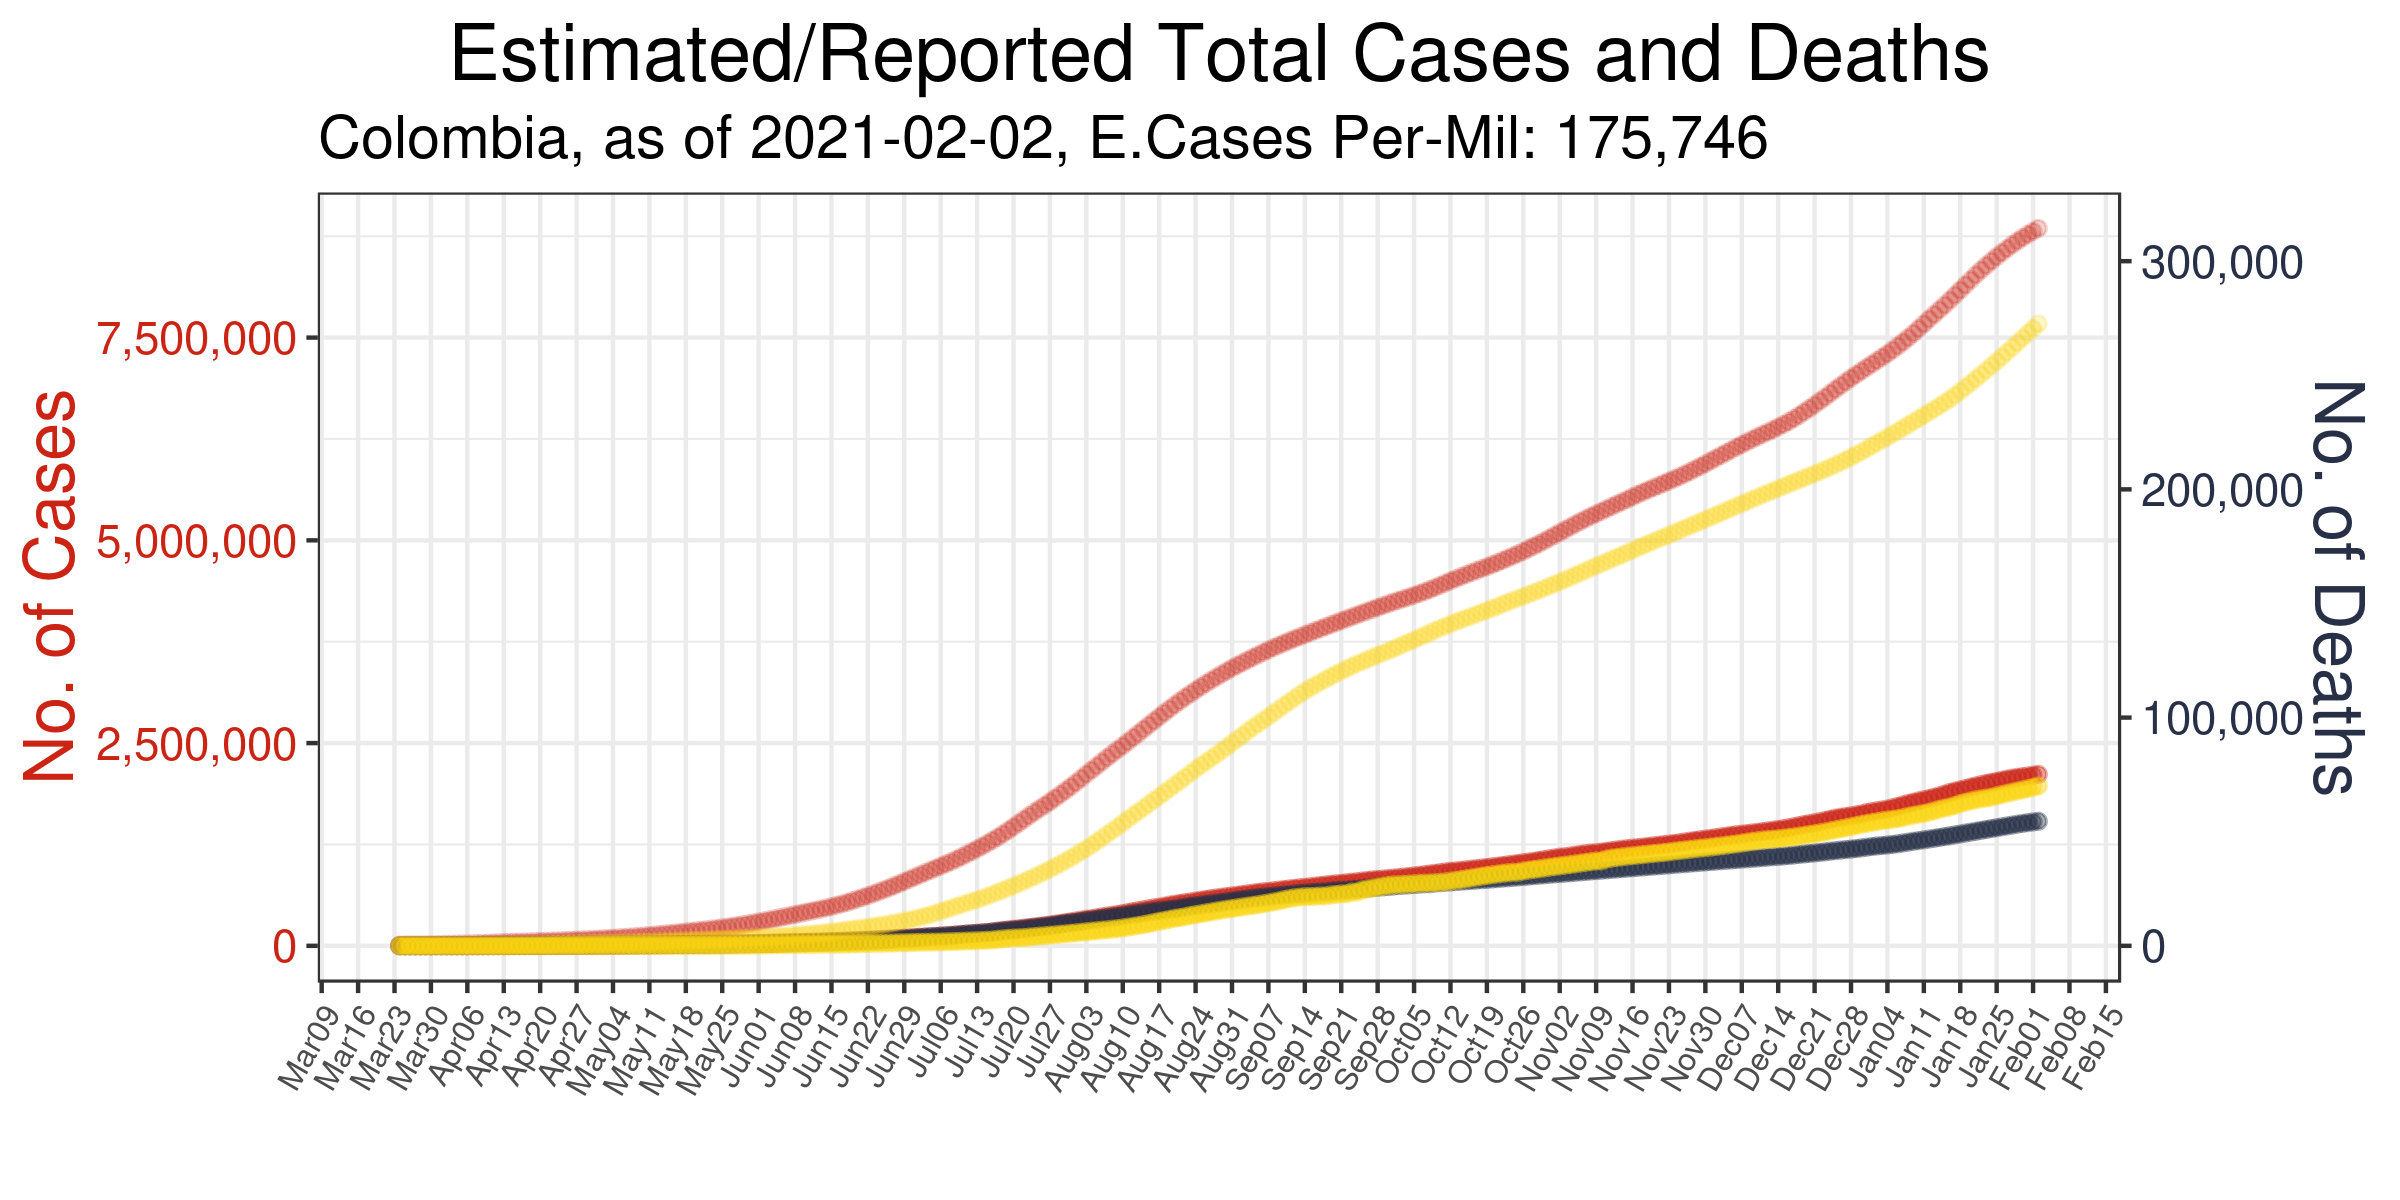 Estimated/Reported Total Cases and Deaths
Colombia, as of 2021-02-02, E.Cases Per-Mil: 175,746
No. of Cases
7,500,000
5,000,000
2,500,000
0
300,000
200,000
100,000
0
No. of Deaths
Mar09
Mar16
Mar23
Mar30
Apr06
Apr13
Apr20
Apr27
May04
May11
May18
May25
Jun01
Jun08
Jun15
Jun22
Jun29
Jul06
Jul13
Jul20
Jul27
Aug03
Aug10
Aug17
Aug24
Aug31
Sep07
Sep14
Sep21
Sep28
Oct05
Oct12
Oct19
Oct26
Nov02
Nov09
Nov16
Nov23
Nov30
Dec07
Dec14
Dec21
Dec28
Jan04
Jan11
Jan18
Jan25
Feb01
Feb08
Feb15